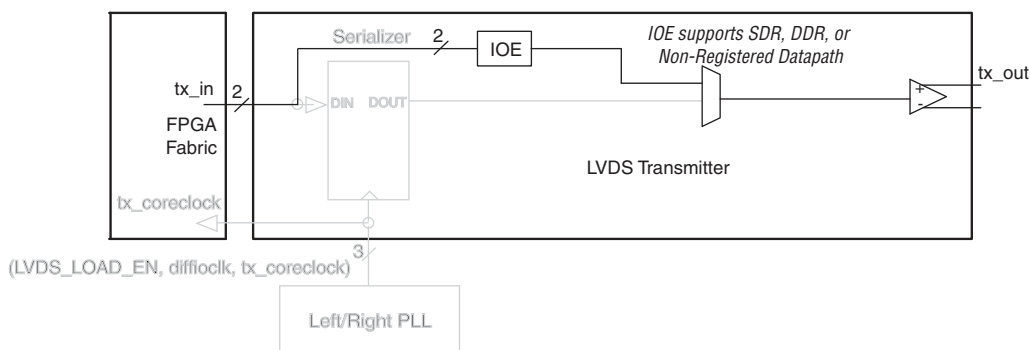 Serializer
2
IOE
IOE supports SDR, DDR, or
Non-Registered Datapath
tx_out
tx_in
2
DIN DOUT
+
-
FPGA
Fabric
LVDS Transmitter
tx_coreclock
3
(LVDS_LOAD_EN, diffioclk, tx_coreclock)
Left/Right PLL